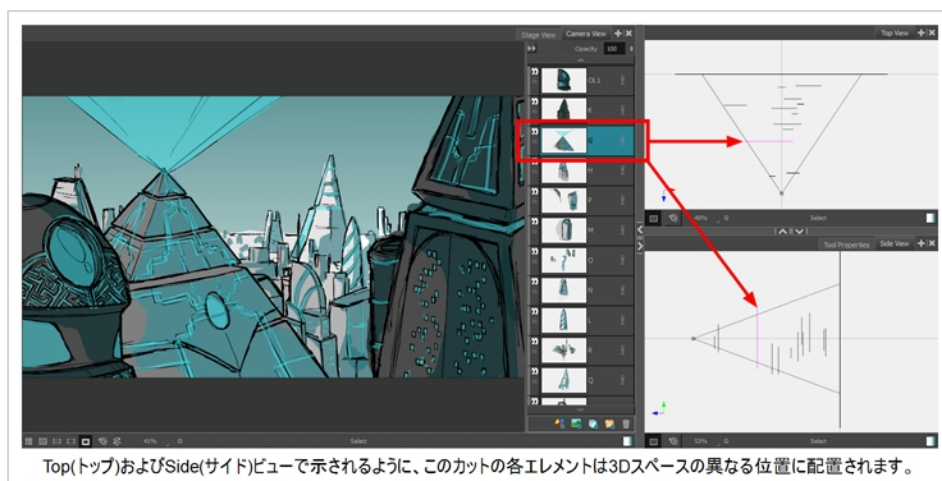 Stage View Camera View
Opacity 100
OL1
K
G
H
P
M
O
N
L
R
Q
41% , G Select
Top View
40% , G Select
Tool Properties Side View
53% , G Select
Top(トップ)およびSide(サイド)ビューで示されるように、このカットの各エレメントは3Dスペースの異なる位置に配置されます。